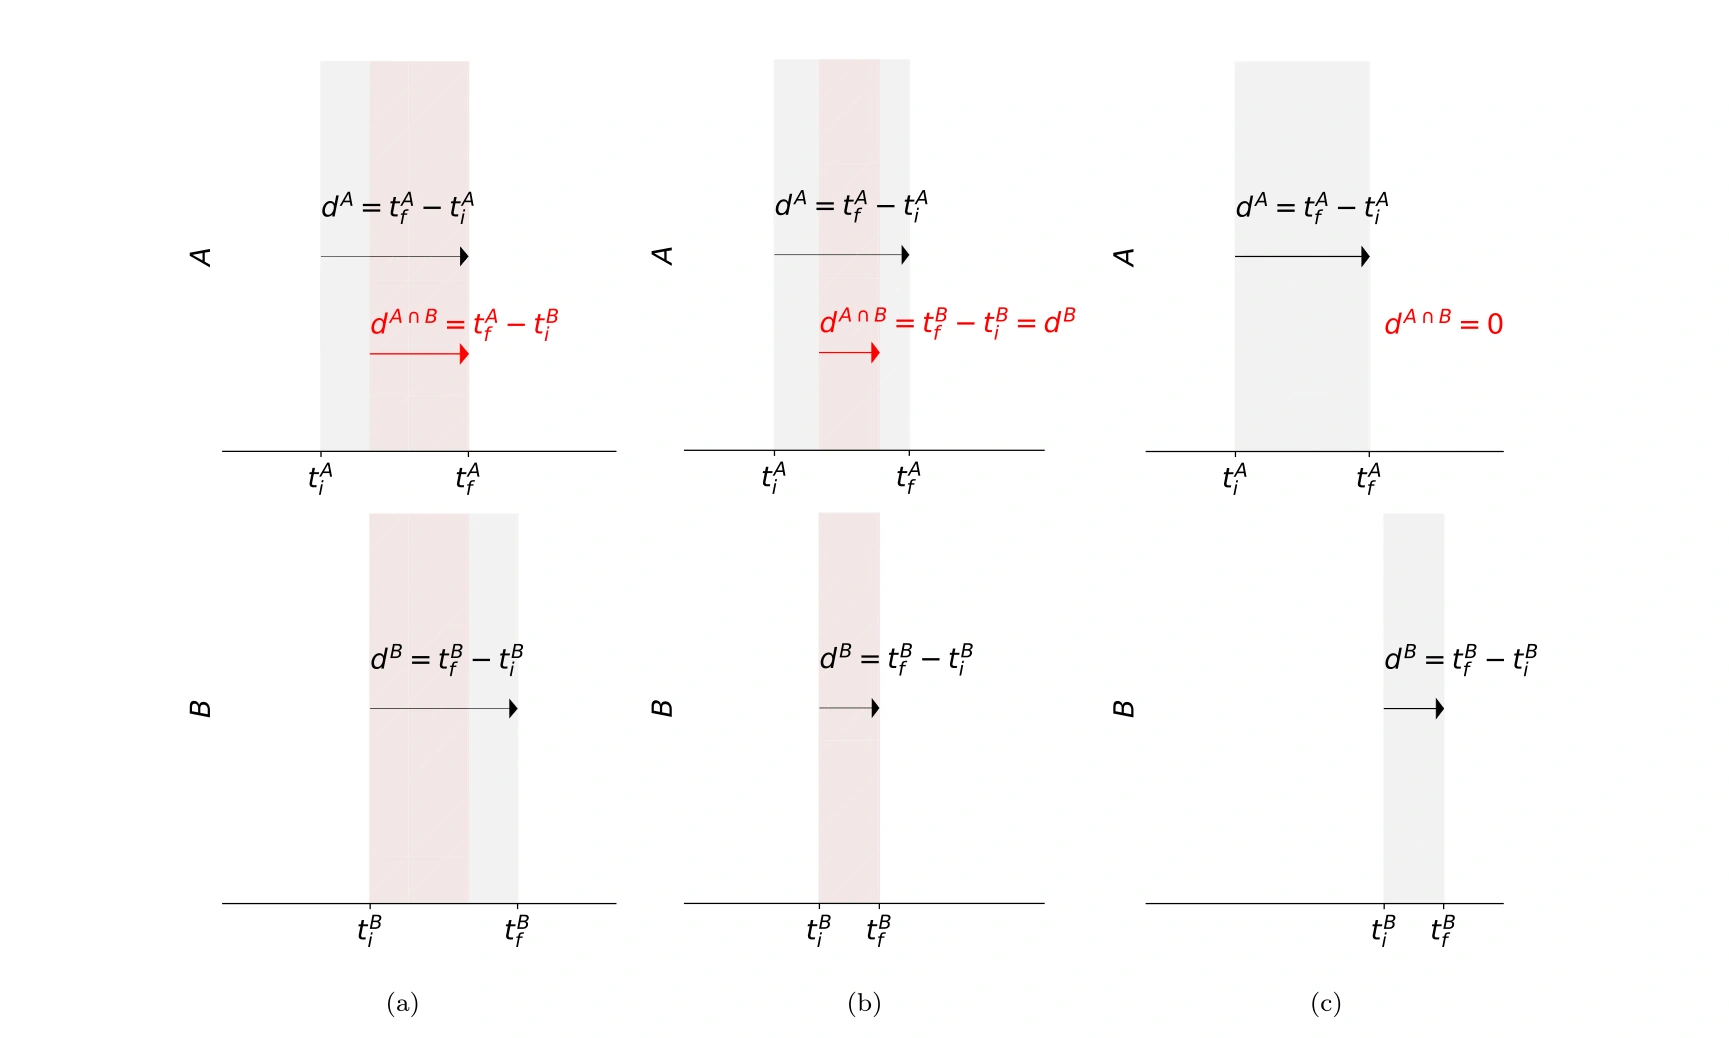 A
d^A = t_f^A − t_i^A
d^{A∩B} = t_f^A − t_i^B
t_i^A t_f^A
B
d^B = t_f^B − t_i^B
t_i^B t_f^B
(a)
A
d^A = t_f^A − t_i^A
d^{A∩B} = t_f^B − t_i^B = d^B
t_i^A t_f^A
B
d^B = t_f^B − t_i^B
t_i^B t_f^B
(b)
A
d^A = t_f^A − t_i^A
d^{A∩B} = 0
t_i^A t_f^A
B
d^B = t_f^B − t_i^B
t_i^B t_f^B
(c)